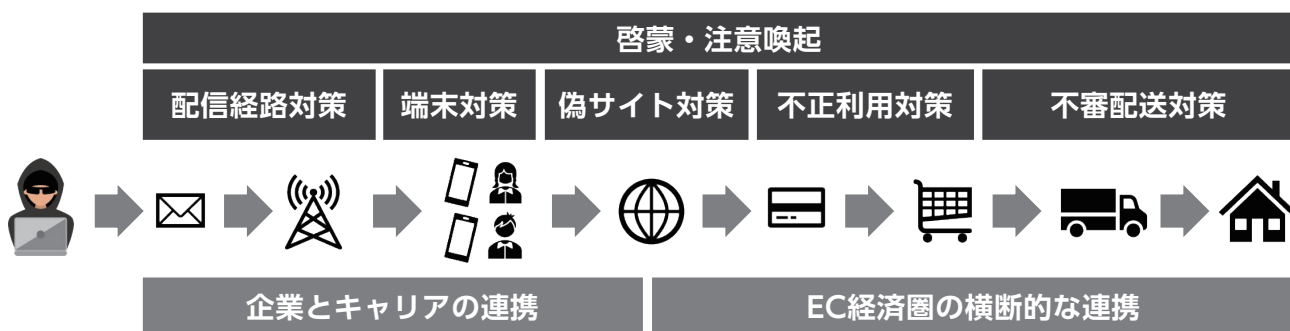 啓蒙・注意喚起
配信経路対策
端末対策
偽サイト対策
不正利用対策
不審配送対策
企業とキャリアの連携
EC経済圏の横断的な連携